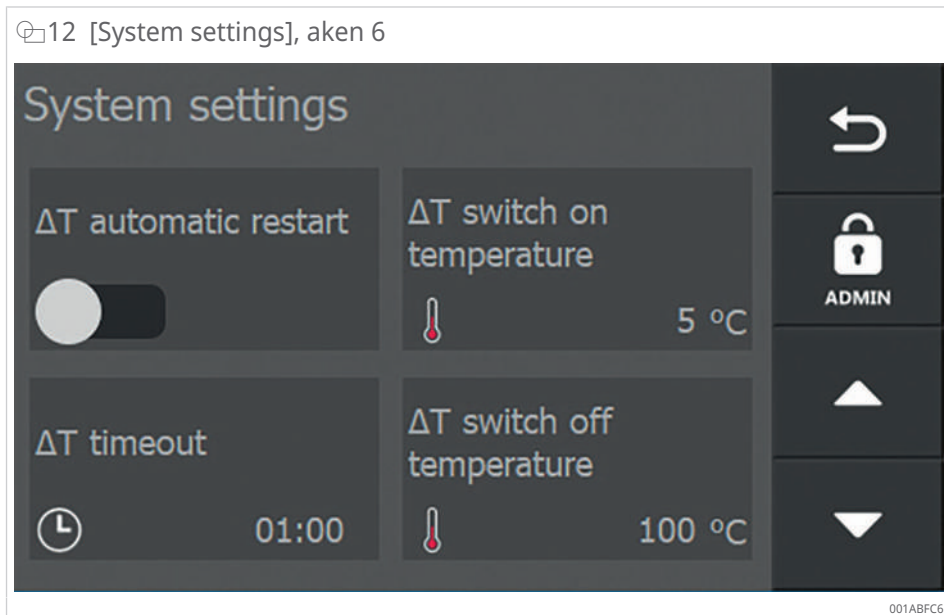 12 [System settings], aken 6
System settings
ΔT automatic restart
ΔT switch on
temperature
5 °C
ΔT timeout
01:00
ΔT switch off
temperature
100 °C
ADMIN
001ABFC6